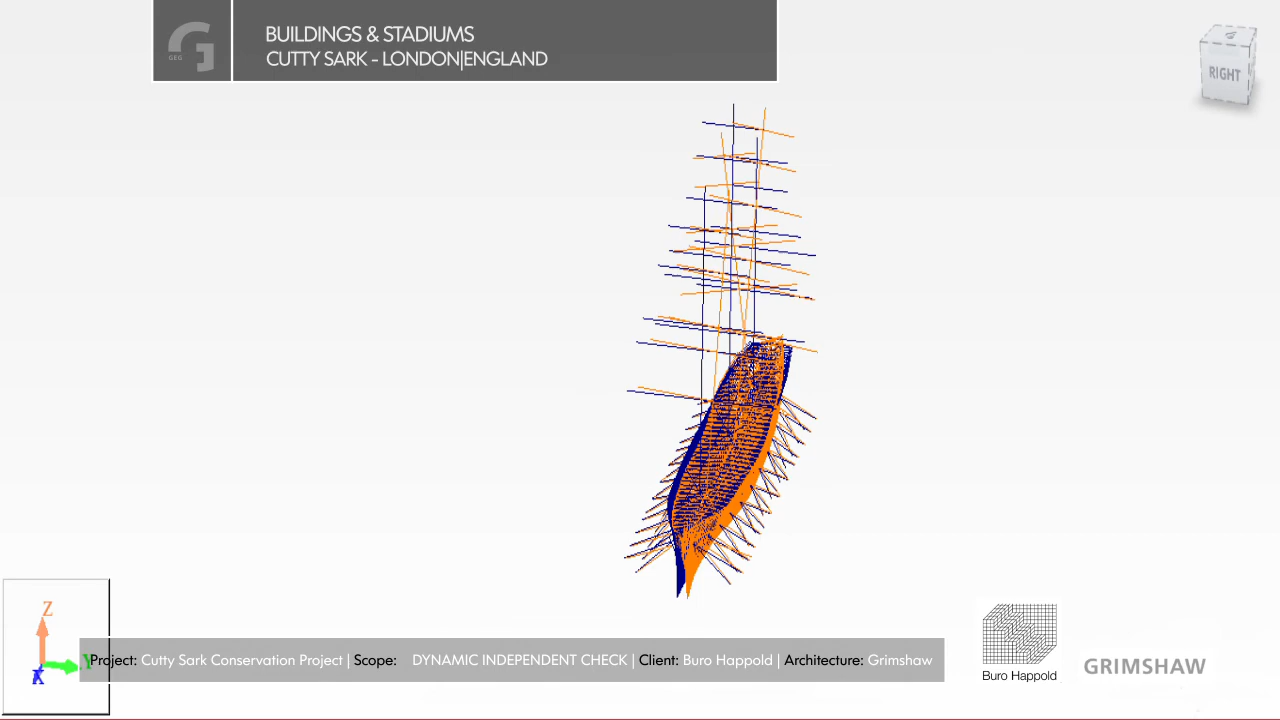 GEG
BUILDINGS & STADIUMS
CUTTY SARK - LONDON|ENGLAND
RIGHT
Z
Y
X
Project: Cutty Sark Conservation Project | Scope: DYNAMIC INDEPENDENT CHECK | Client: Buro Happold | Architecture: Grimshaw
Buro Happold
GRIMSHAW